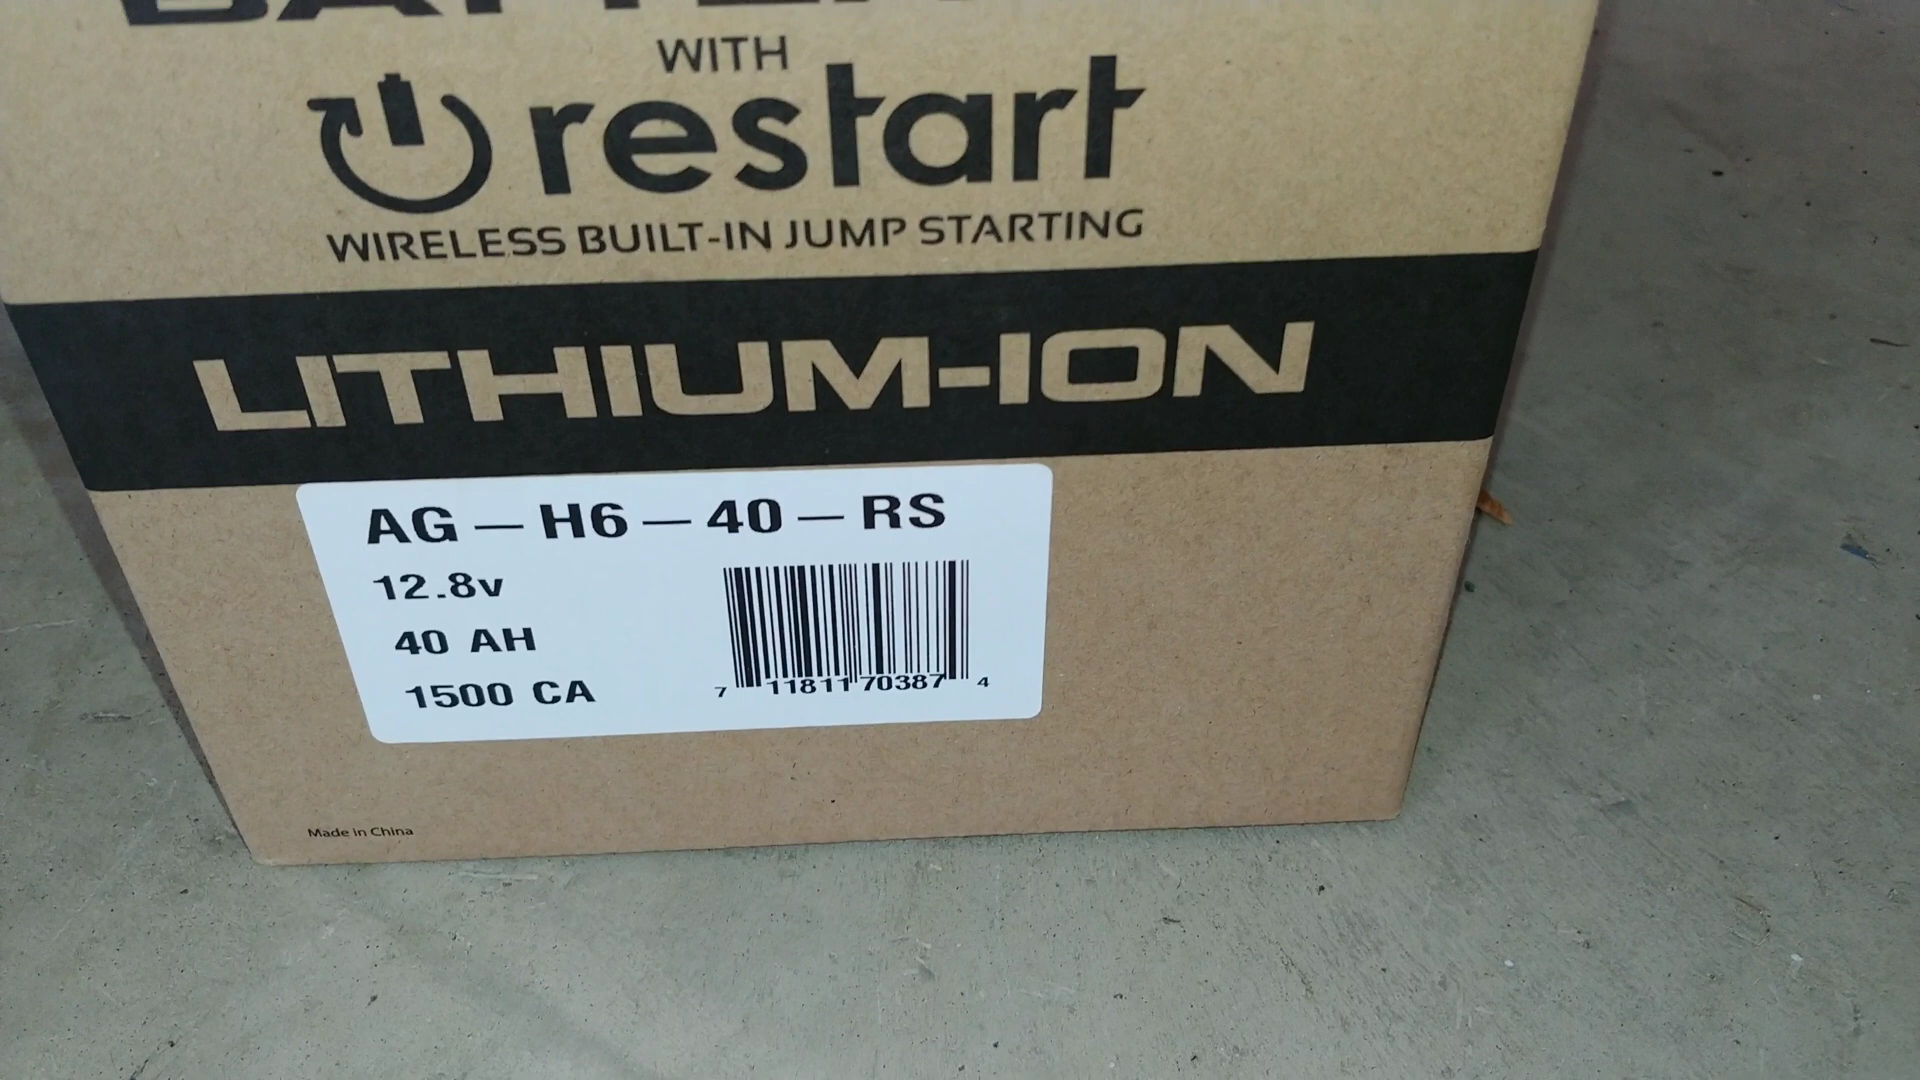 WITH
restart
WIRELESS BUILT-IN JUMP STARTING
LITHIUM-ION
AG – H6 – 40 – RS
12.8v
40 AH
1500 CA
7 11811 70387 4
Made in China